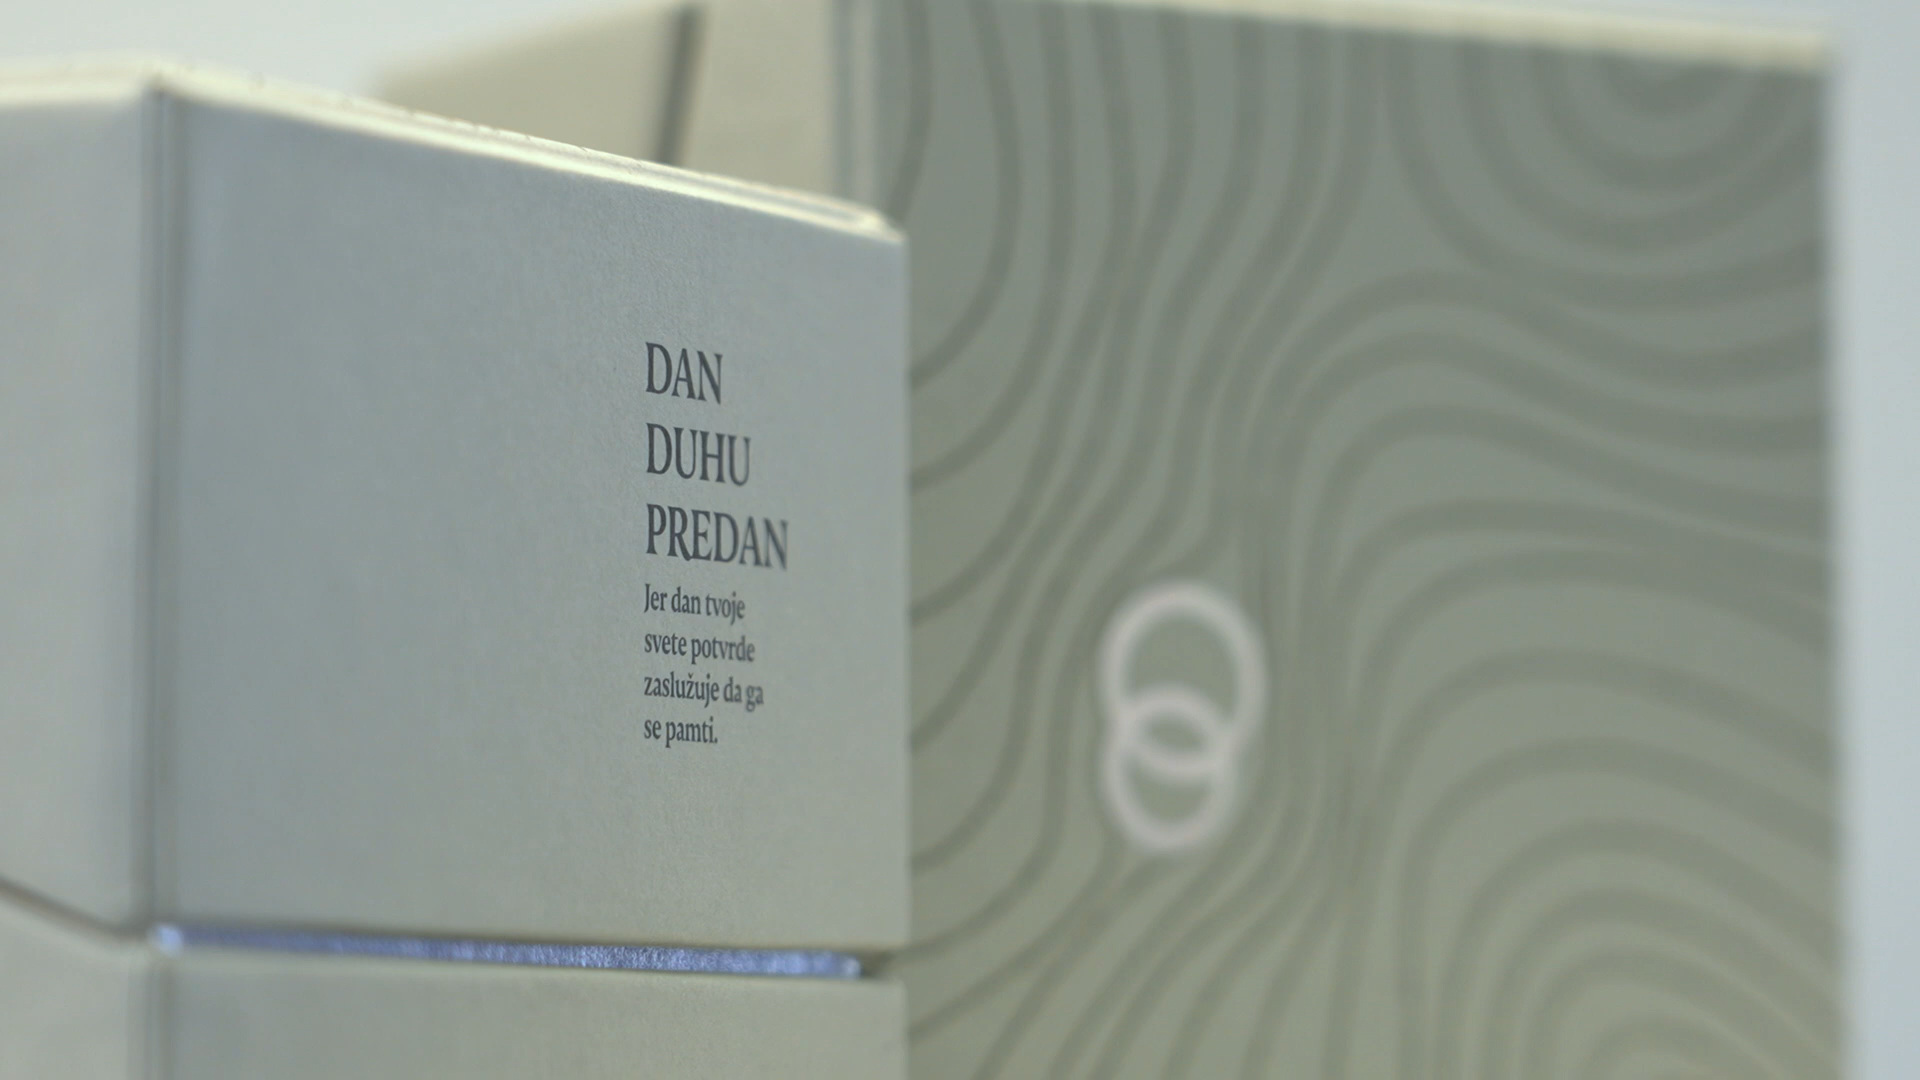 DAN
DUHU
PREDAN
Jer dan tvoje
svete potvrde
zaslužuje da ga
se pamti.